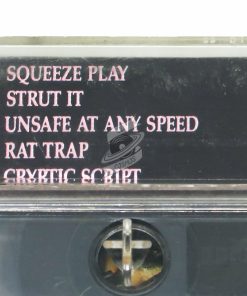 SQUEEZE PLAY
STRUT IT
UNSAFE AT ANY SPEED
RAT TRAP
CRYPTIC SCRIPT